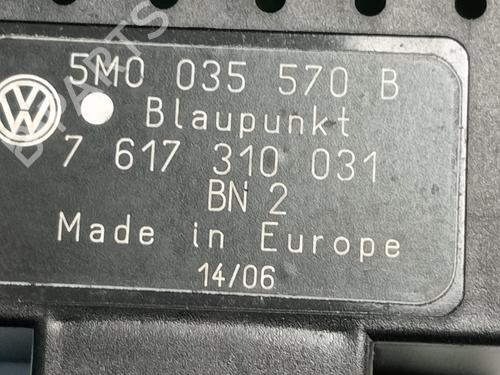 5M0 035 570 B
Blaupunkt
7 617 310 031
BN 2
Made in Europe
14/06